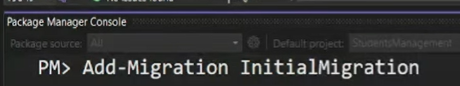 Package Manager Console
Package source: All Default project: StudentsManagement
PM> Add-Migration InitialMigration